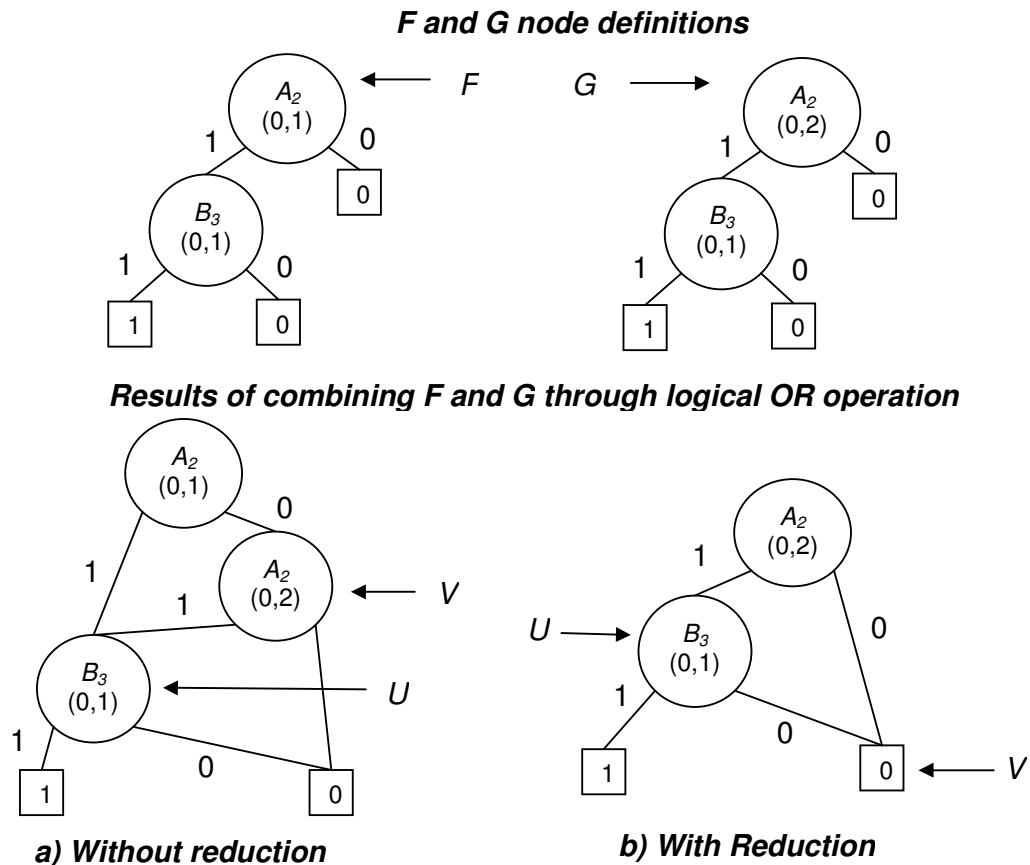 F and G node definitions
A2
(0,1)
F
G
A2
(0,2)
1
0
1
0
0
0
B3
(0,1)
B3
(0,1)
1
0
1
0
1
0
1
0
Results of combining F and G through logical OR operation
A2
(0,1)
0
A2
(0,2)
1
1
V
B3
(0,1)
U
1
0
1
0
a) Without reduction
A2
(0,2)
1
U
B3
(0,1)
0
1
0
1
0
V
b) With Reduction